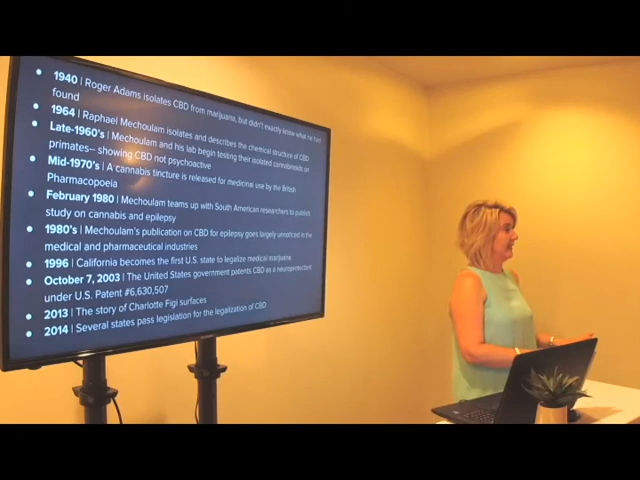 • 1940 | Roger Adams isolates CBD from marijuana, but didn't exactly know what he had
found
• 1964 | Raphael Mechoulam isolates and describes the chemical structure of CBD
• Late-1960's | Mechoulam and his lab begin testing their isolated cannabinoids on
primates-- showing CBD not psychoactive
• Mid-1970's | A cannabis tincture is released for medicinal use by the British
Pharmacopoeia
• February 1980 | Mechoulam teams up with South American researchers to publish
study on cannabis and epilepsy
• 1980's | Mechoulam's publication on CBD for epilepsy goes largely unnoticed in the
medical and pharmaceutical industries
• 1996 | California becomes the first U.S. state to legalize medical marijuana
• October 7, 2003 | The United States government patents CBD as a neuroprotectant
under U.S. Patent #6,630,507
• 2013 | The story of Charlotte Figi surfaces
• 2014 | Several states pass legislation for the legalization of CBD